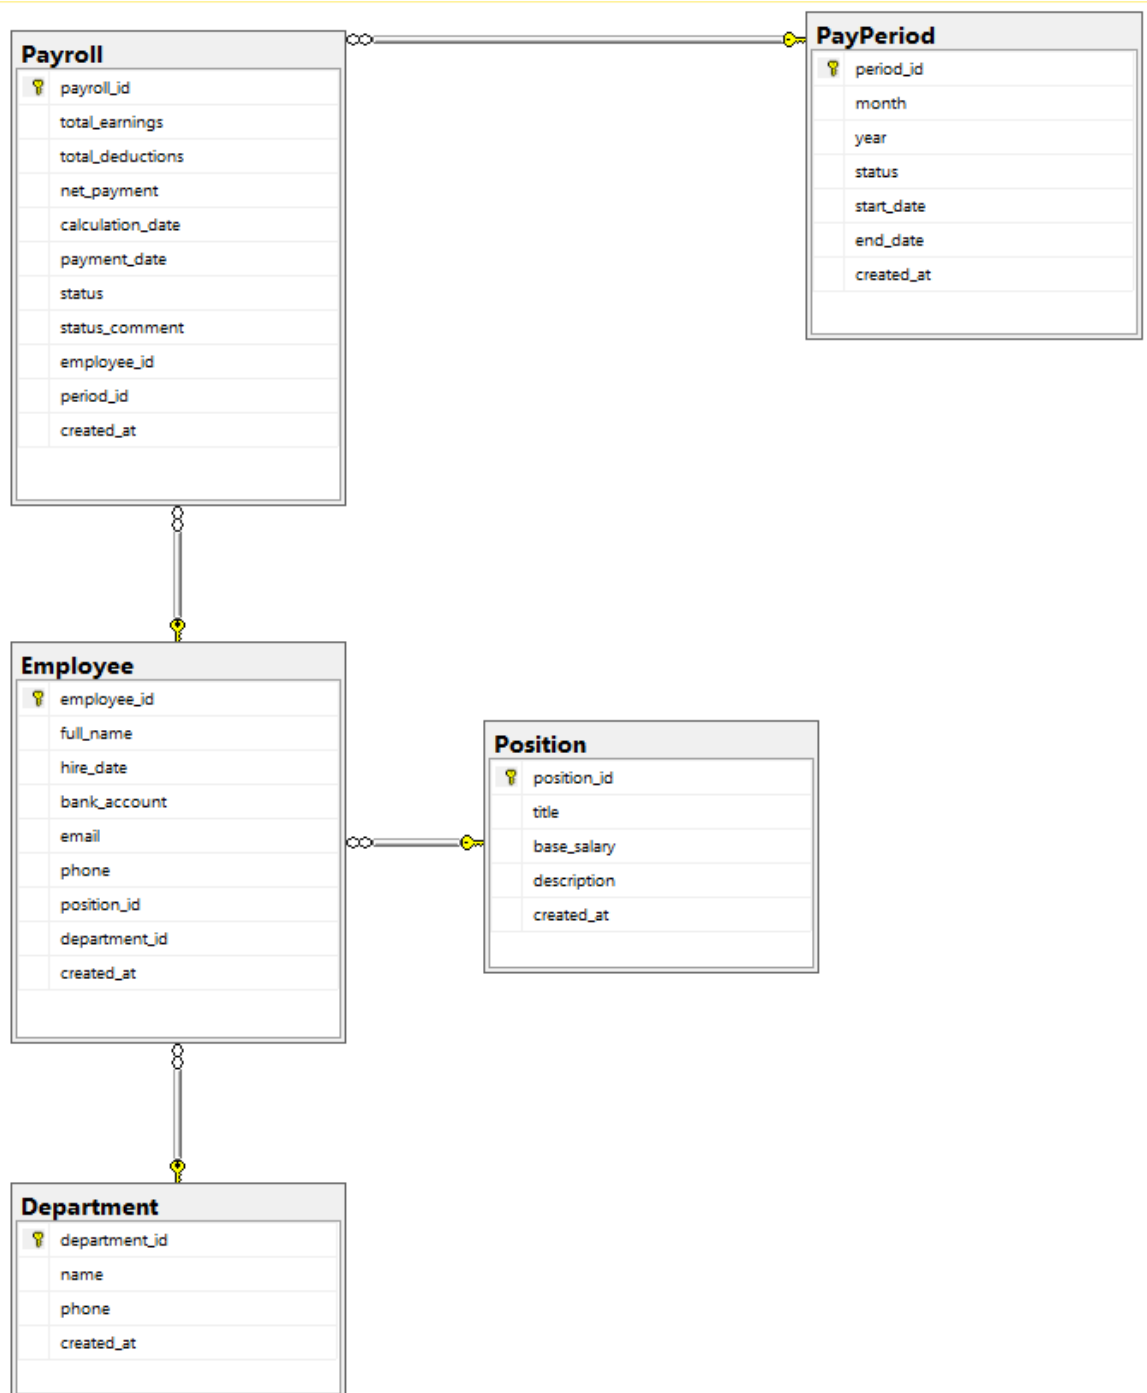 Payroll
payroll_id
total_earnings
total_deductions
net_payment
calculation_date
payment_date
status
status_comment
employee_id
period_id
created_at
PayPeriod
period_id
month
year
status
start_date
end_date
created_at
Employee
employee_id
full_name
hire_date
bank_account
email
phone
position_id
department_id
created_at
Position
position_id
title
base_salary
description
created_at
Department
department_id
name
phone
created_at